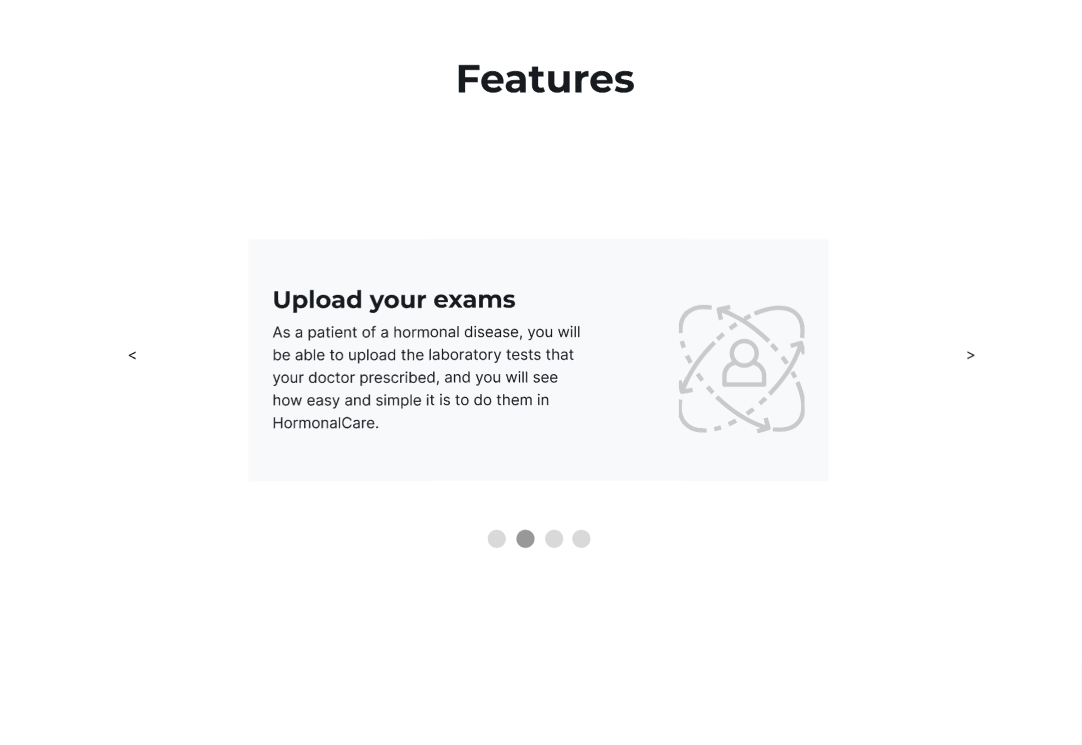 Features
Upload your exams
As a patient of a hormonal disease, you will
be able to upload the laboratory tests that
your doctor prescribed, and you will see
how easy and simple it is to do them in
HormonalCare.
<
>